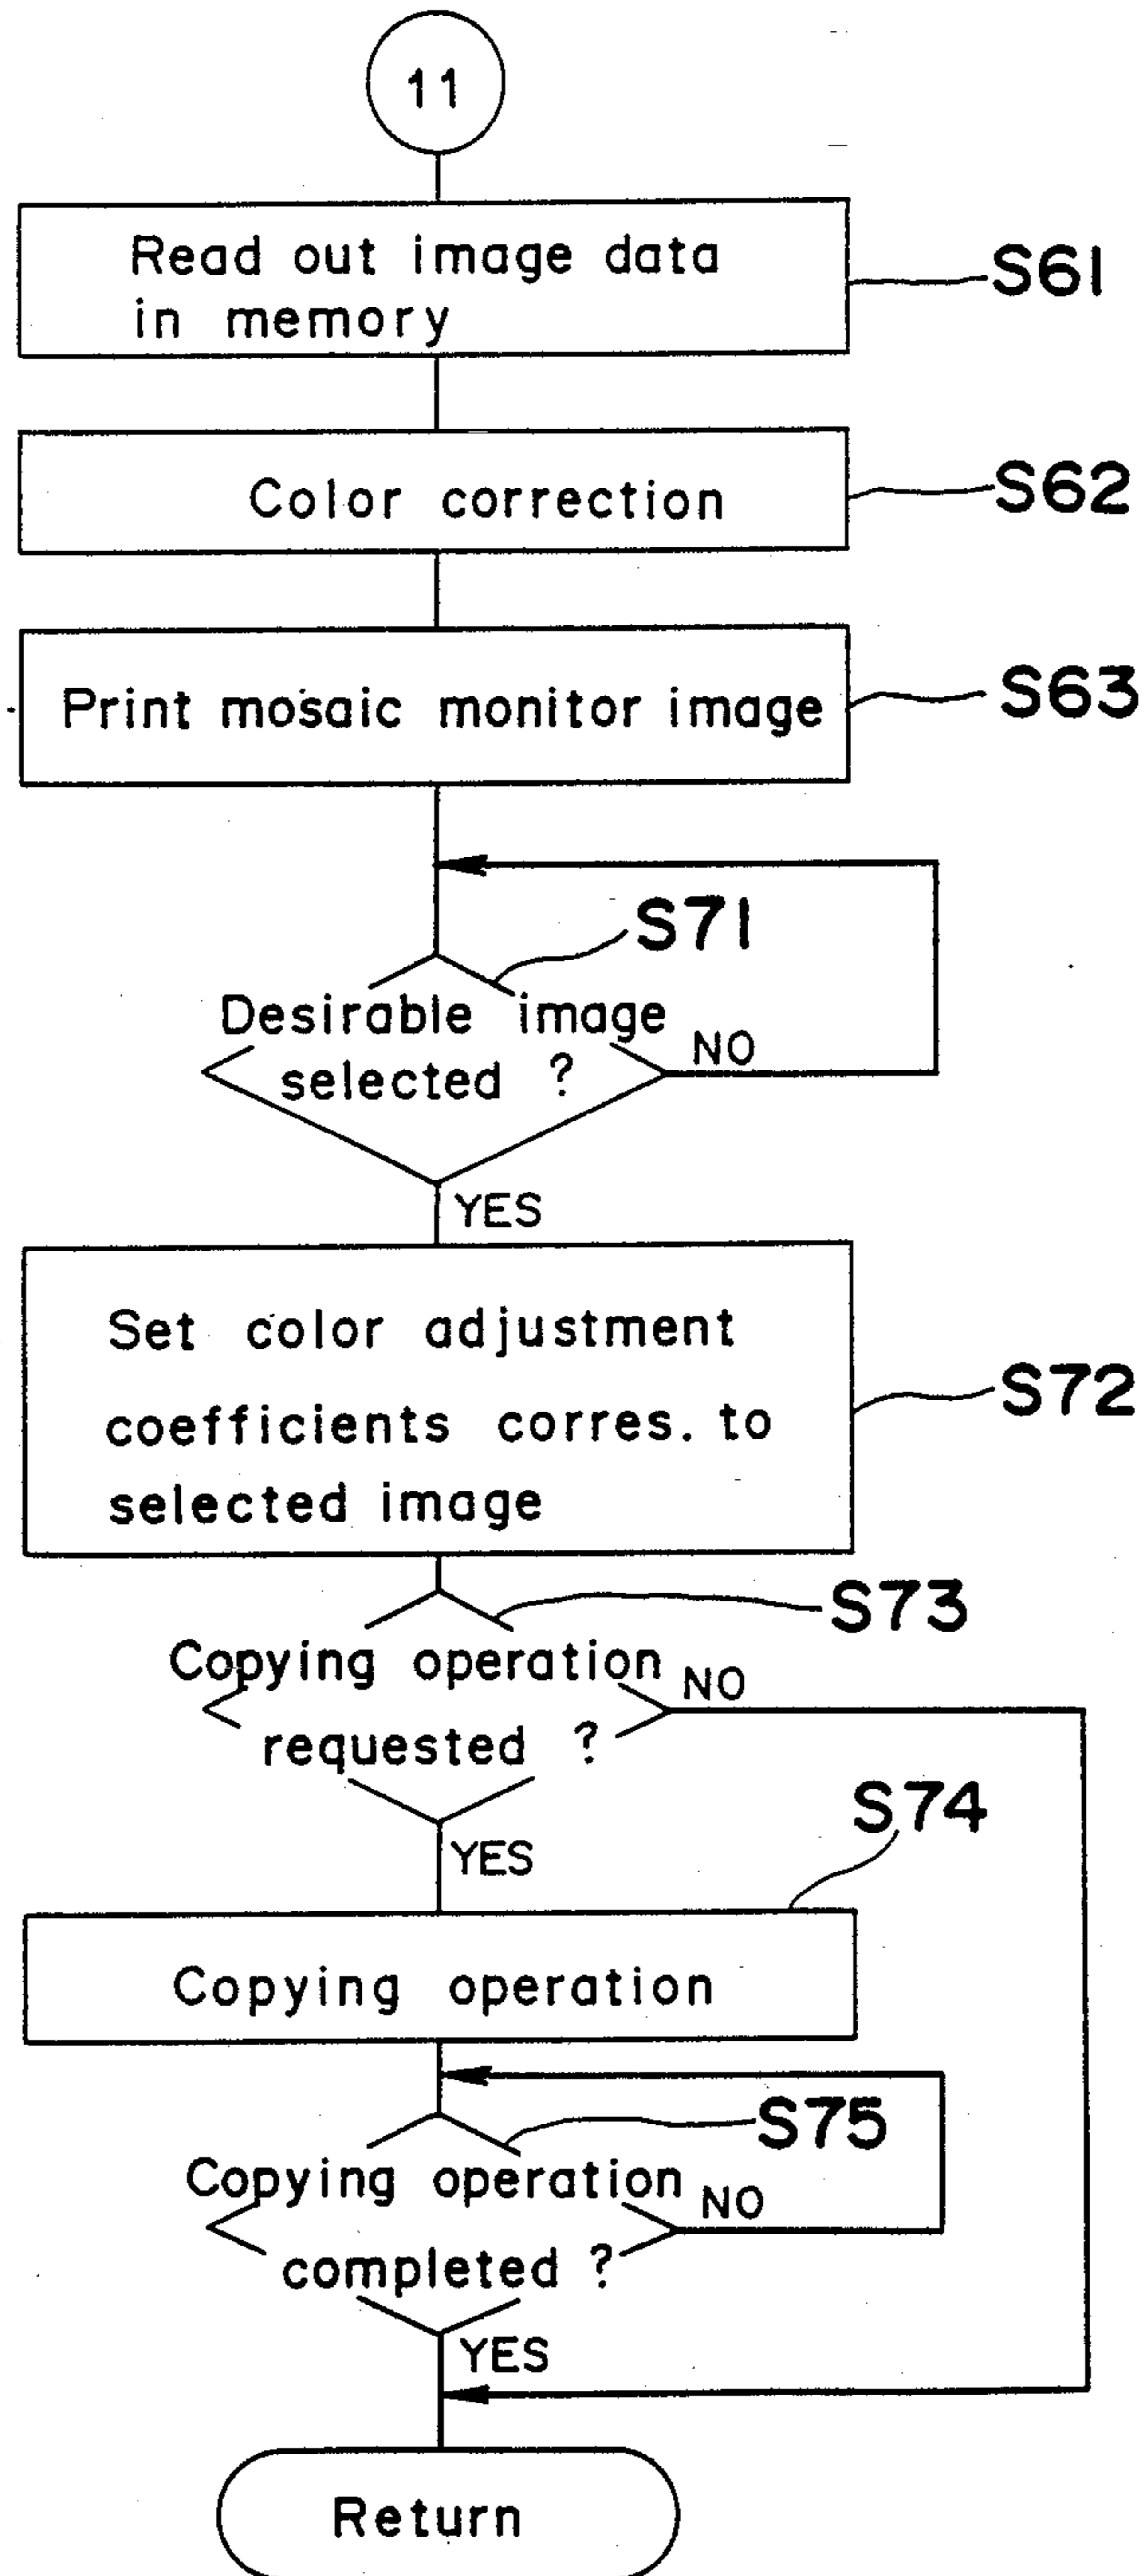 11
Read out image data
in memory
S61
Color correction
S62
Print mosaic monitor image
S63
S71
Desirable image
selected ?
NO
YES
Set color adjustment
coefficients corres. to
selected image
S72
S73
Copying operation
requested ?
NO
YES
S74
Copying operation
S75
Copying operation
completed ?
NO
YES
Return